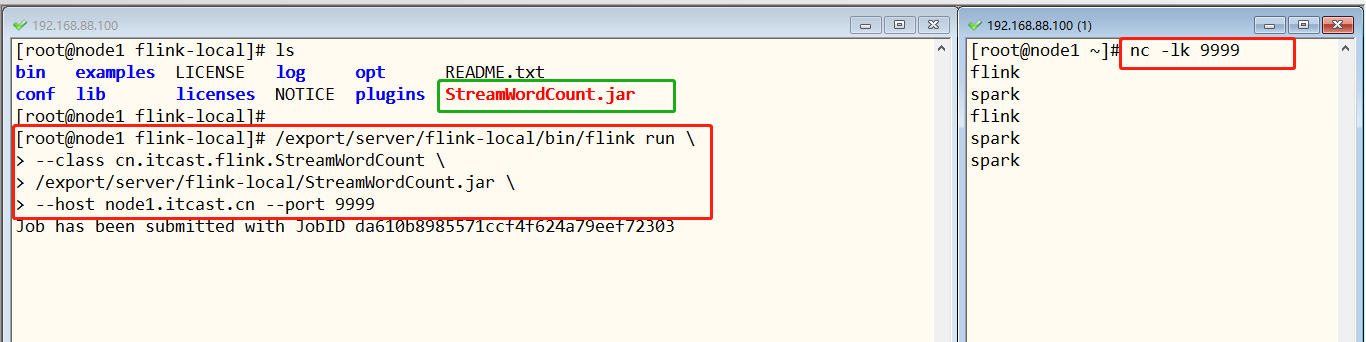 192.168.88.100
[root@node1 flink-local]# ls
bin examples LICENSE log opt README.txt
conf lib licenses NOTICE plugins StreamWordCount.jar
[root@node1 flink-local]#
[root@node1 flink-local]# /export/server/flink-local/bin/flink run \
> --class cn.itcast.flink.StreamWordCount \
> /export/server/flink-local/StreamWordCount.jar \
> --host node1.itcast.cn --port 9999
Job has been submitted with JobID da610b8985571ccf4f624a79eef72303
192.168.88.100 (1)
[root@node1 ~]# nc -lk 9999
flink
spark
flink
spark
spark